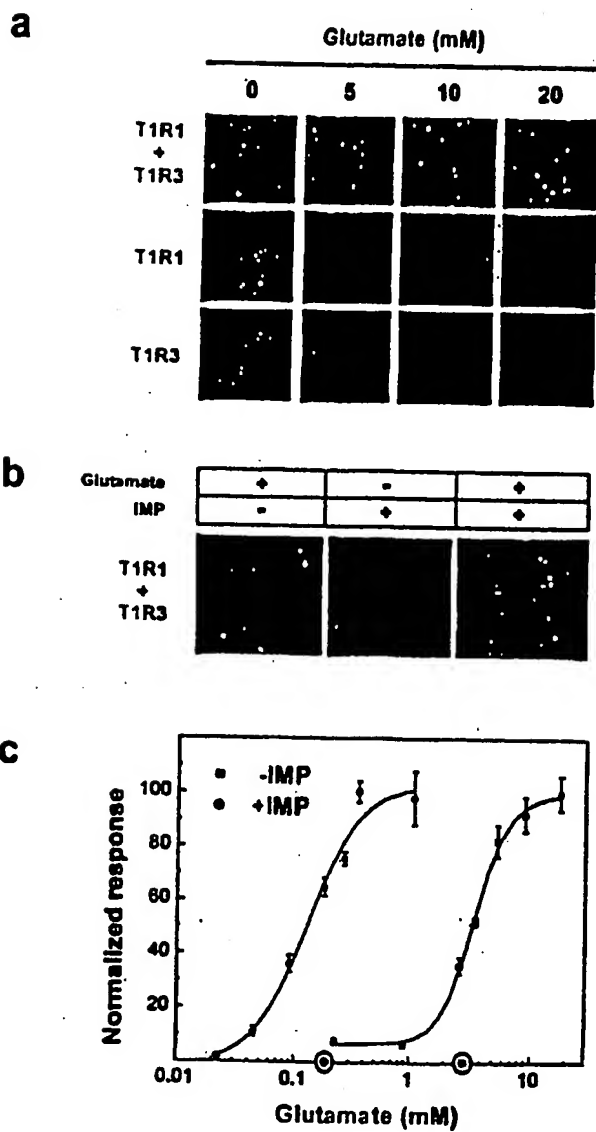 a
Glutamate (mM)
0 5 10 20
T1R1
+
T1R3
T1R1
T1R3
b
Glutamate + - +
IMP - + +
T1R1
+
T1R3
c
-IMP
+IMP
Normalized response
100
80
60
40
20
0.01 0.1 1 10
Glutamate (mM)